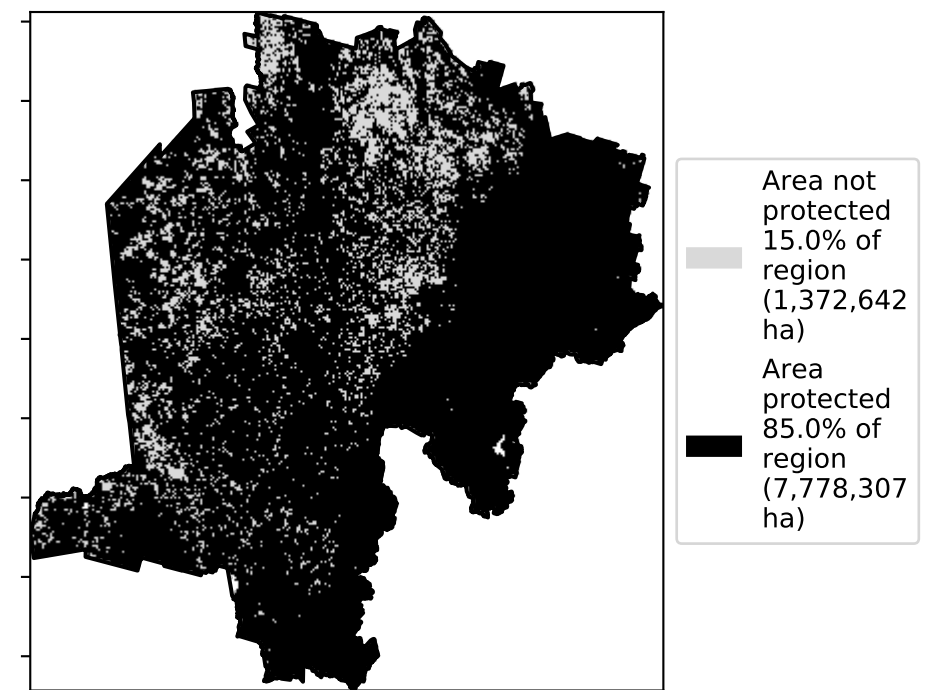 Area not
protected
15.0% of
region
(1,372,642
ha)
Area
protected
85.0% of
region
(7,778,307
ha)